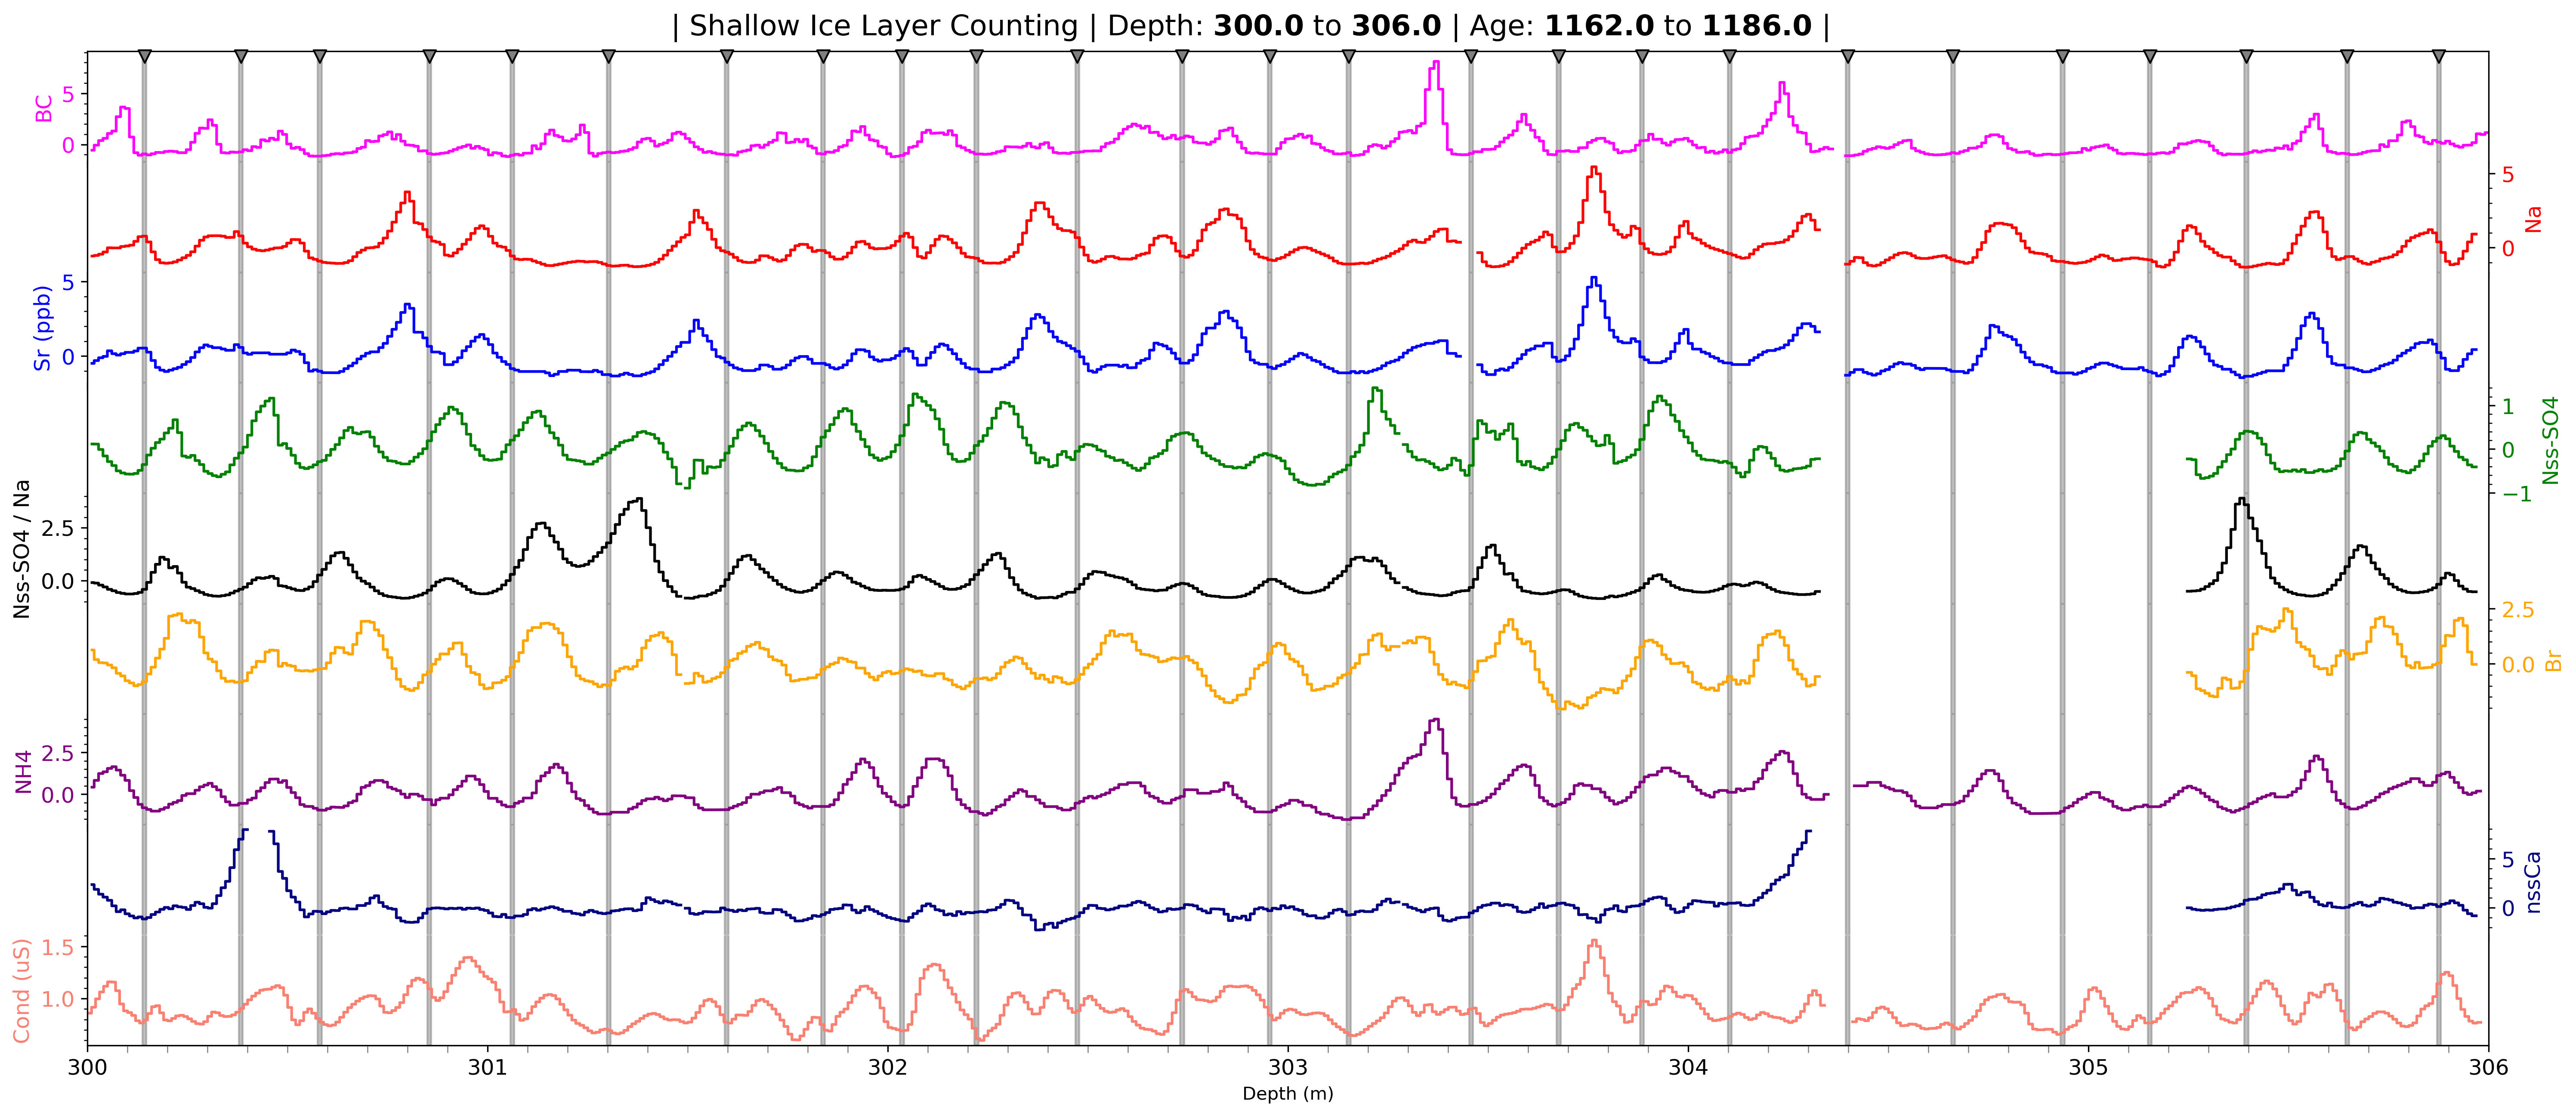 | Shallow Ice Layer Counting | Depth: 300.0 to 306.0 | Age: 1162.0 to 1186.0 |
BC
5
0
5
0
Na
Sr (ppb)
5
0
1
0
−1
Nss-SO4
Nss-SO4 / Na
2.5
0.0
2.5
0.0
Br
NH4
2.5
0.0
5
0
nssCa
Cond (uS)
1.5
1.0
300 301 302 303 304 305 306
Depth (m)